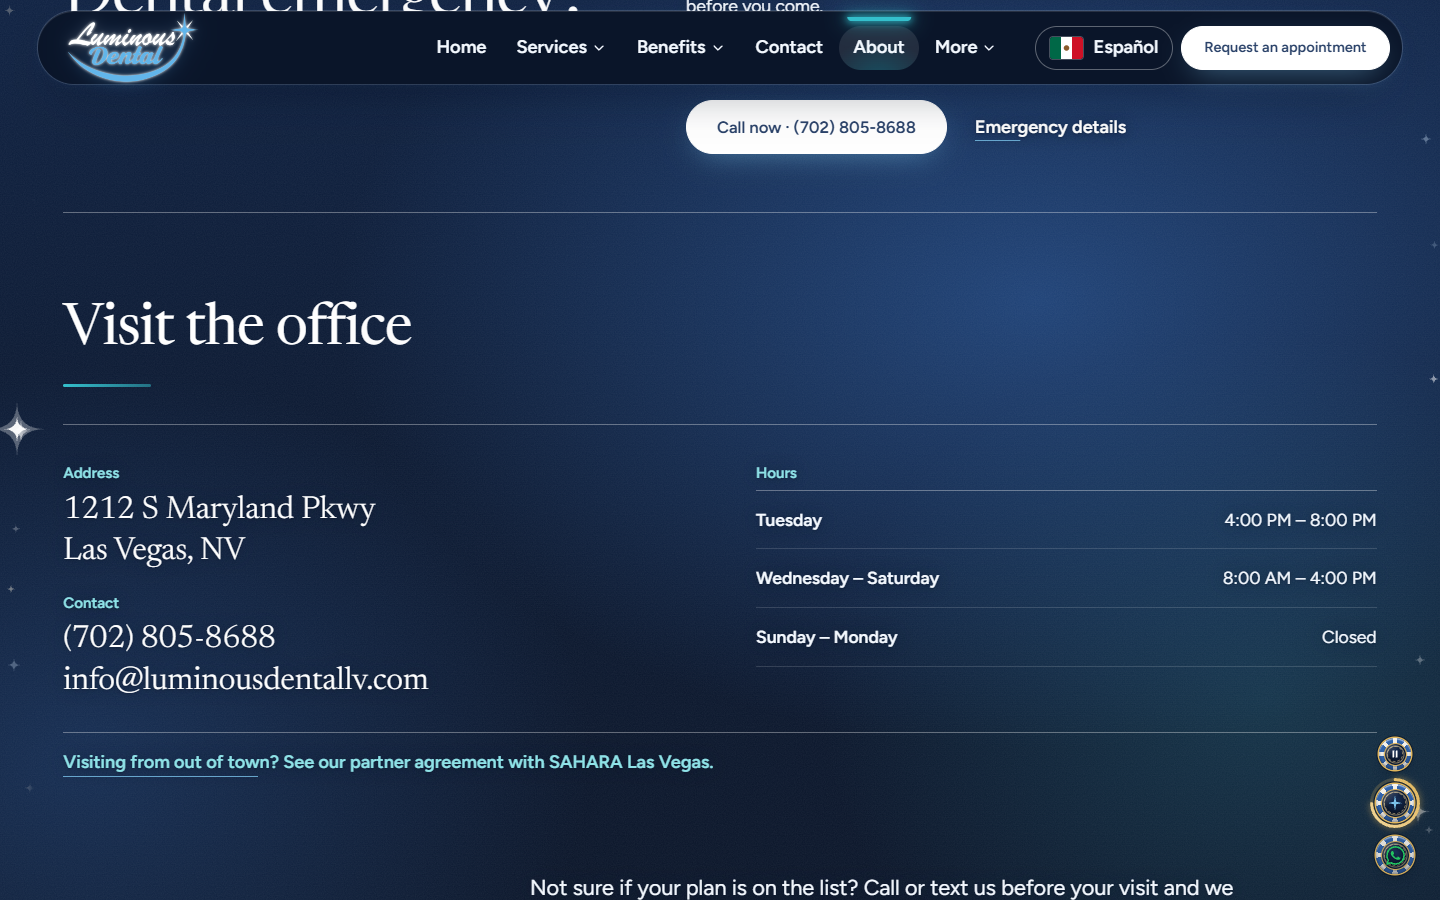 Dental emergency?
before you come.
Luminous
Dental
Home
Services
Benefits
Contact
About
More
Español
Request an appointment
Call now · (702) 805-8688
Emergency details
Visit the office
Address
1212 S Maryland Pkwy
Las Vegas, NV
Contact
(702) 805-8688
info@luminousdentallv.com
Hours
Tuesday
4:00 PM – 8:00 PM
Wednesday – Saturday
8:00 AM – 4:00 PM
Sunday – Monday
Closed
Visiting from out of town? See our partner agreement with SAHARA Las Vegas.
Not sure if your plan is on the list? Call or text us before your visit and we